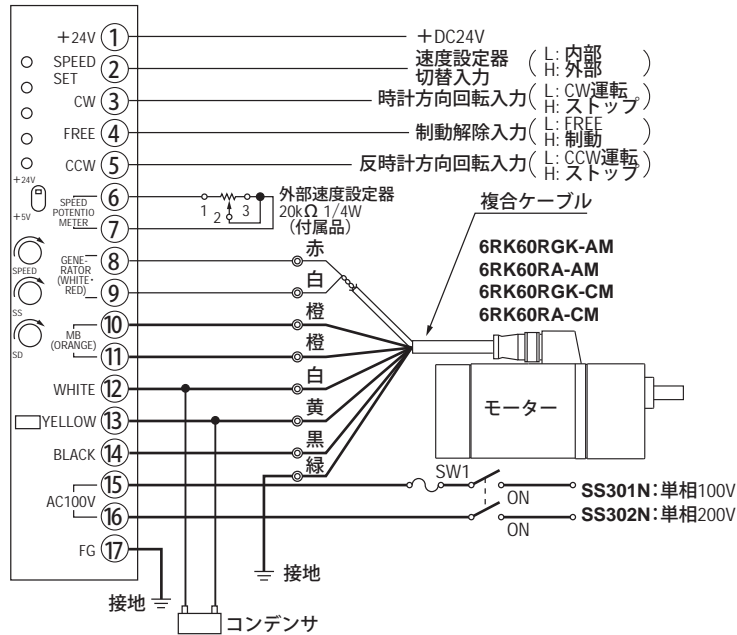 +24V ① +DC24V
SPEED SET ② 速度設定器切替入力 (L: 内部 H: 外部)
CW ③ 時計方向回転入力 (L: CW運転 H: ストップ)
FREE ④ 制動解除入力 (L: FREE H: 制動)
CCW ⑤ 反時計方向回転入力 (L: CCW運転 H: ストップ)
+24V
+5V
SPEED POTENTIO METER ⑥ ⑦
1 2 3
外部速度設定器
20kΩ 1/4W
(付属品)
複合ケーブル
6RK60RGK-AM
6RK60RA-AM
6RK60RGK-CM
6RK60RA-CM
SPEED
SS
SD
GENE-
RATOR
(WHITE・
RED)
⑧ 赤
⑨ 白
MB
(ORANGE)
⑩ 橙
⑪ 橙
WHITE ⑫ 白
YELLOW ⑬ 黄
BLACK ⑭ 黒
緑
モーター
AC100V ⑮ ⑯
SW1
ON SS301N:単相100V
ON SS302N:単相200V
FG ⑰
接地
接地
コンデンサ